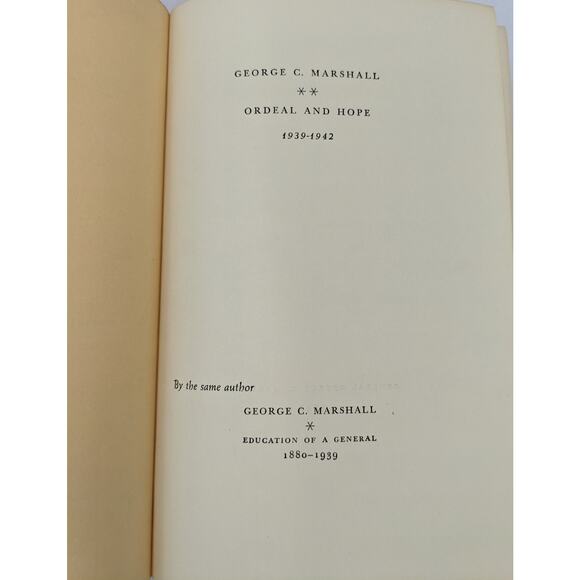 GEORGE C. MARSHALL
* *
ORDEAL AND HOPE
1939-1942
By the same author
GEORGE C. MARSHALL
*
EDUCATION OF A GENERAL
1880–1939